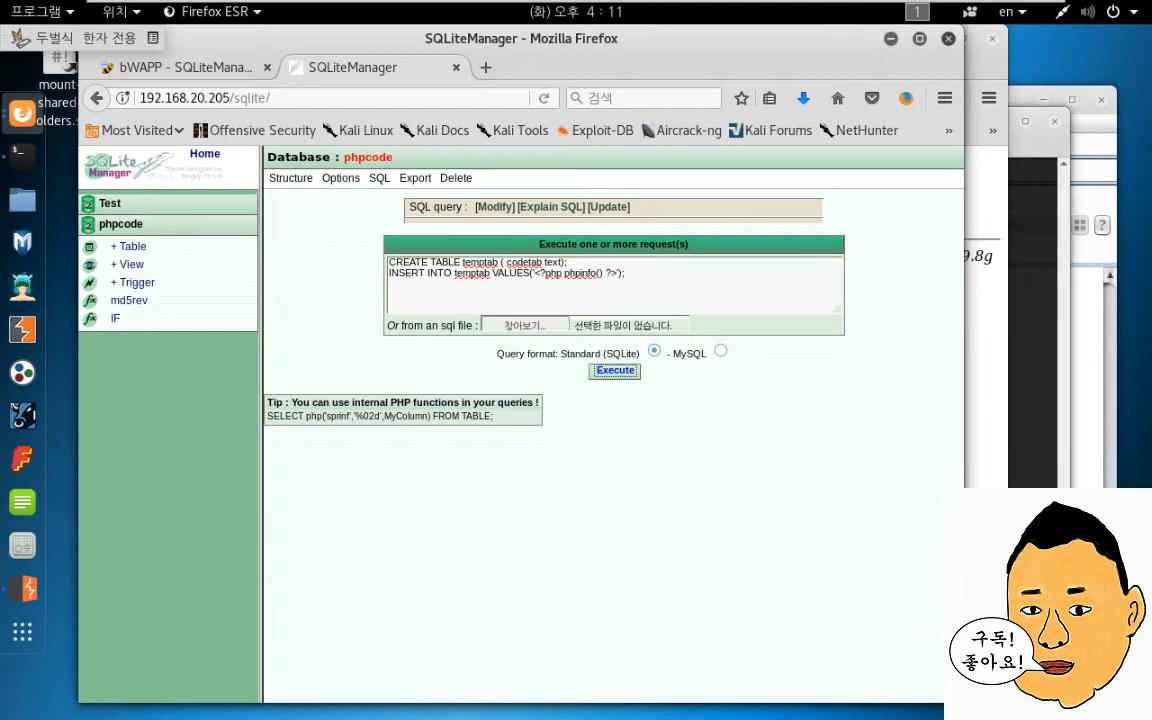 프로그램 ▾ 위치 ▾ Firefox ESR ▾ (화) 오후 4 : 11 1 en ▾
두벌식 한자 전용
SQLiteManager - Mozilla Firefox
#!
mount-
shared
olders.s
bWAPP - SQLiteMana... SQLiteManager
192.168.20.205/sqlite/ 검색
Most Visited Offensive Security Kali Linux Kali Docs Kali Tools Exploit-DB Aircrack-ng Kali Forums NetHunter » »
SQLite
Manager
Home
Database : phpcode
Structure Options SQL Export Delete
Test
phpcode
+ Table
+ View
+ Trigger
md5rev
IF
SQL query : [Modify] [Explain SQL] [Update]
Execute one or more request(s)
CREATE TABLE temptab ( codetab text);
INSERT INTO temptab VALUES('<?php phpinfo() ?>');
Or from an sql file : 찾아보기... 선택한 파일이 없습니다.
Query format: Standard (SQLite) - MySQL
Execute
Tip : You can use internal PHP functions in your queries !
SELECT php('sprinf','%02d',MyColumn) FROM TABLE;
9.8g
?
구독!
좋아요!